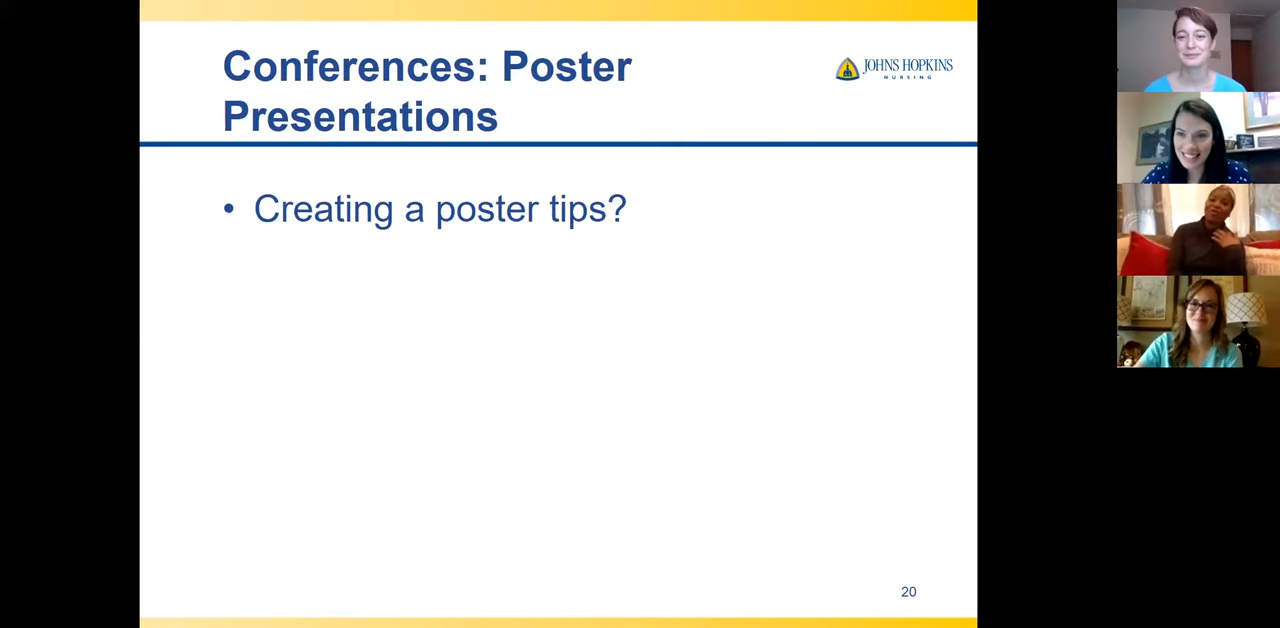 Conferences: Poster
Presentations
JOHNS HOPKINS
NURSING
• Creating a poster tips?
20